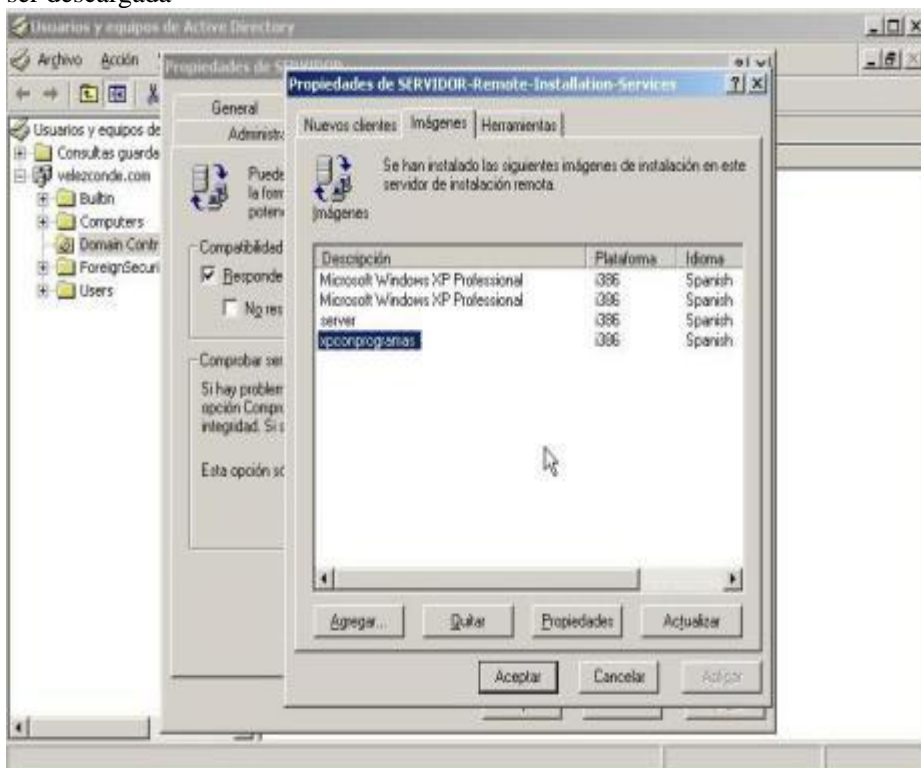 ser descargada
Usuarios y equipos de Active Directory
Archivo Acción
Propiedades de SERVIDOR
Propiedades de SERVIDOR-Remote-Installation-Services
General
Administr
Nuevos clientes Imágenes Herramientas
Usuarios y equipos de
Consultas guarda
velezconde.com
Builtin
Computers
Domain Contr
ForeignSecuri
Users
Puede
la form
poten
Se han instalado las siguientes imágenes de instalación en este
servidor de instalación remota.
Imágenes
Compatibilidad
Responde
No res
Descripción Plataforma Idioma
Microsoft Windows XP Professional i386 Spanish
Microsoft Windows XP Professional i386 Spanish
server i386 Spanish
xpconprogramas i386 Spanish
Comprobar ser
Si hay problem
opción Compr
integridad. Si
Esta opción só
Agregar... Quitar Propiedades Actualizar
Aceptar Cancelar Aplicar